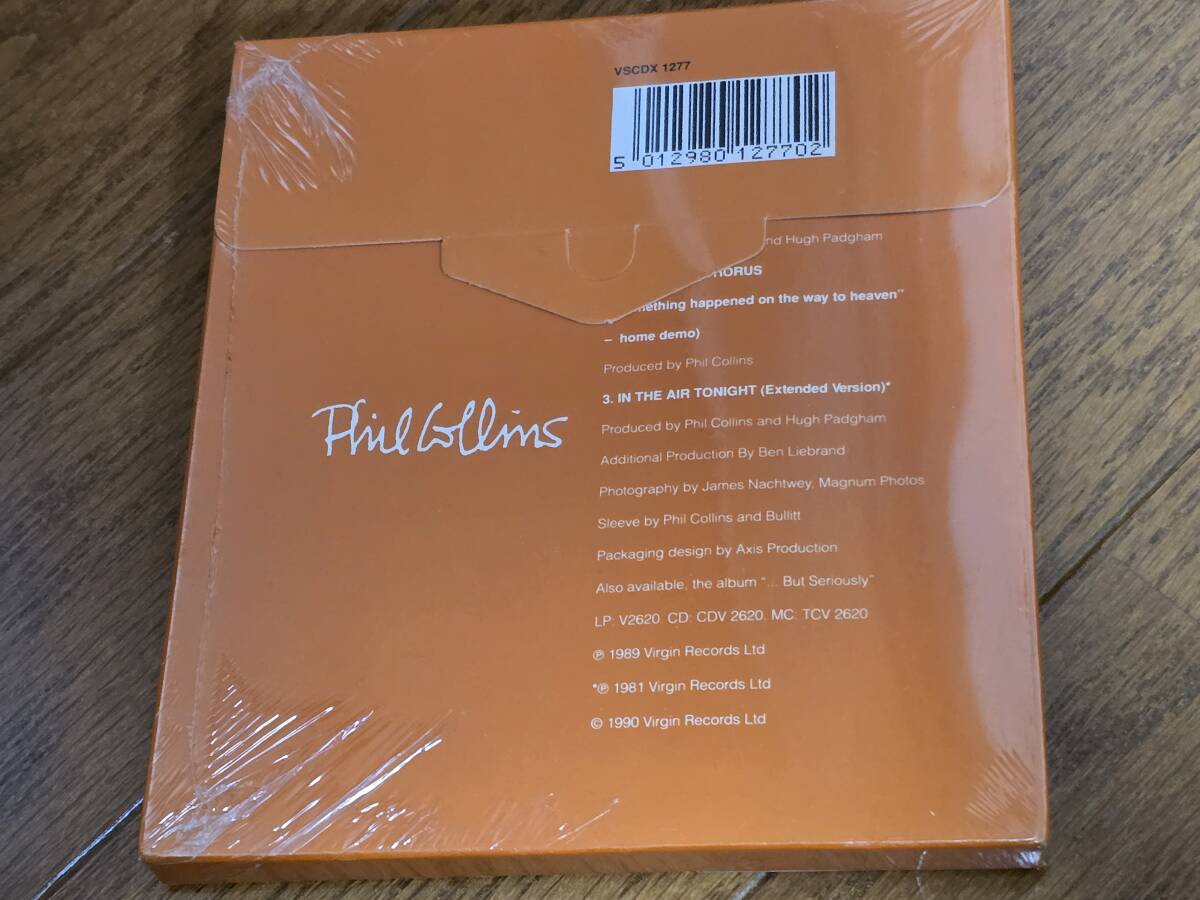 VSCDX 1277
5 012980 127702
nd Hugh Padgham
happened on the way to heaven"
– home demo)
Produced by Phil Collins
3. IN THE AIR TONIGHT (Extended Version)*
Produced by Phil Collins and Hugh Padgham
Additional Production By Ben Liebrand
Photography by James Nachtwey, Magnum Photos
Sleeve by Phil Collins and Bullitt
Packaging design by Axis Production
Also available, the album "... But Seriously"
LP: V2620. CD: CDV 2620. MC: TCV 2620
℗ 1989 Virgin Records Ltd
*℗ 1981 Virgin Records Ltd
© 1990 Virgin Records Ltd
Phil Collins